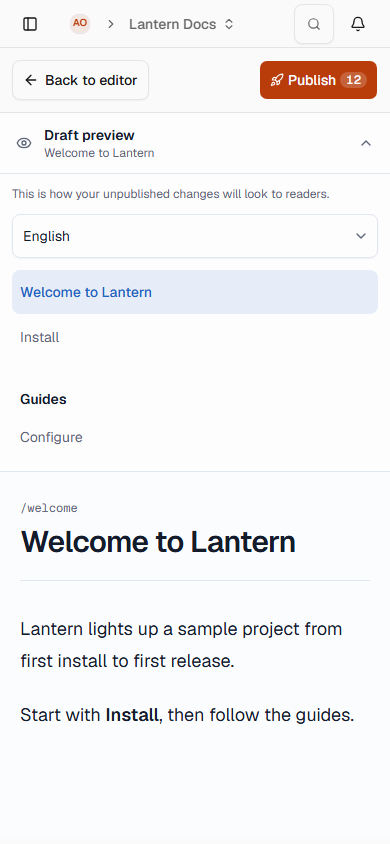 AO
Lantern Docs
Back to editor
Publish 12
Draft preview
Welcome to Lantern
This is how your unpublished changes will look to readers.
English
Welcome to Lantern
Install
Guides
Configure
/welcome
Welcome to Lantern
Lantern lights up a sample project from
first install to first release.
Start with Install, then follow the guides.